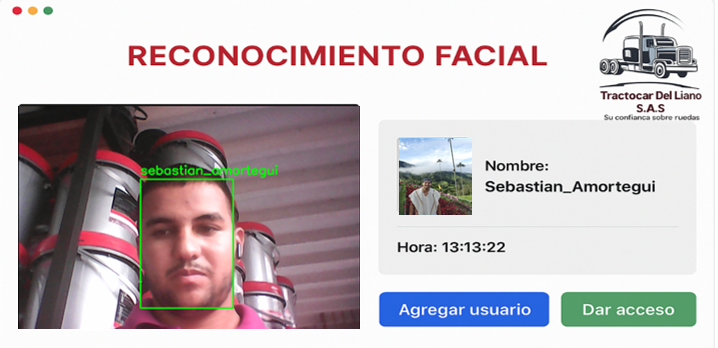 RECONOCIMIENTO FACIAL
Tractocar Del Llano
S.A.S
Su confianca sobre ruedas
sebastian_amortegui
Nombre:
Sebastian_Amortegui
Hora: 13:13:22
Agregar usuario
Dar acceso